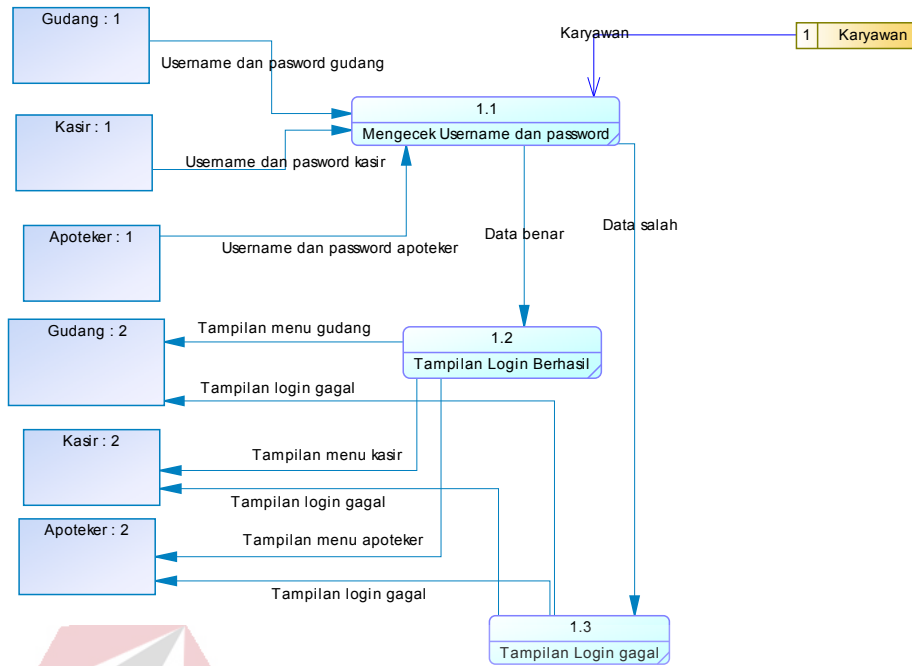 Gudang : 1
1
Karyawan
Karyawan
Username dan pasword gudang
1.1
Mengecek Username dan password
Kasir : 1
Username dan pasword kasir
Apoteker : 1
Username dan password apoteker
Data benar
Data salah
Gudang : 2
Tampilan menu gudang
1.2
Tampilan Login Berhasil
Tampilan login gagal
Kasir : 2
Tampilan menu kasir
Tampilan login gagal
Apoteker : 2
Tampilan menu apoteker
Tampilan login gagal
1.3
Tampilan Login gagal